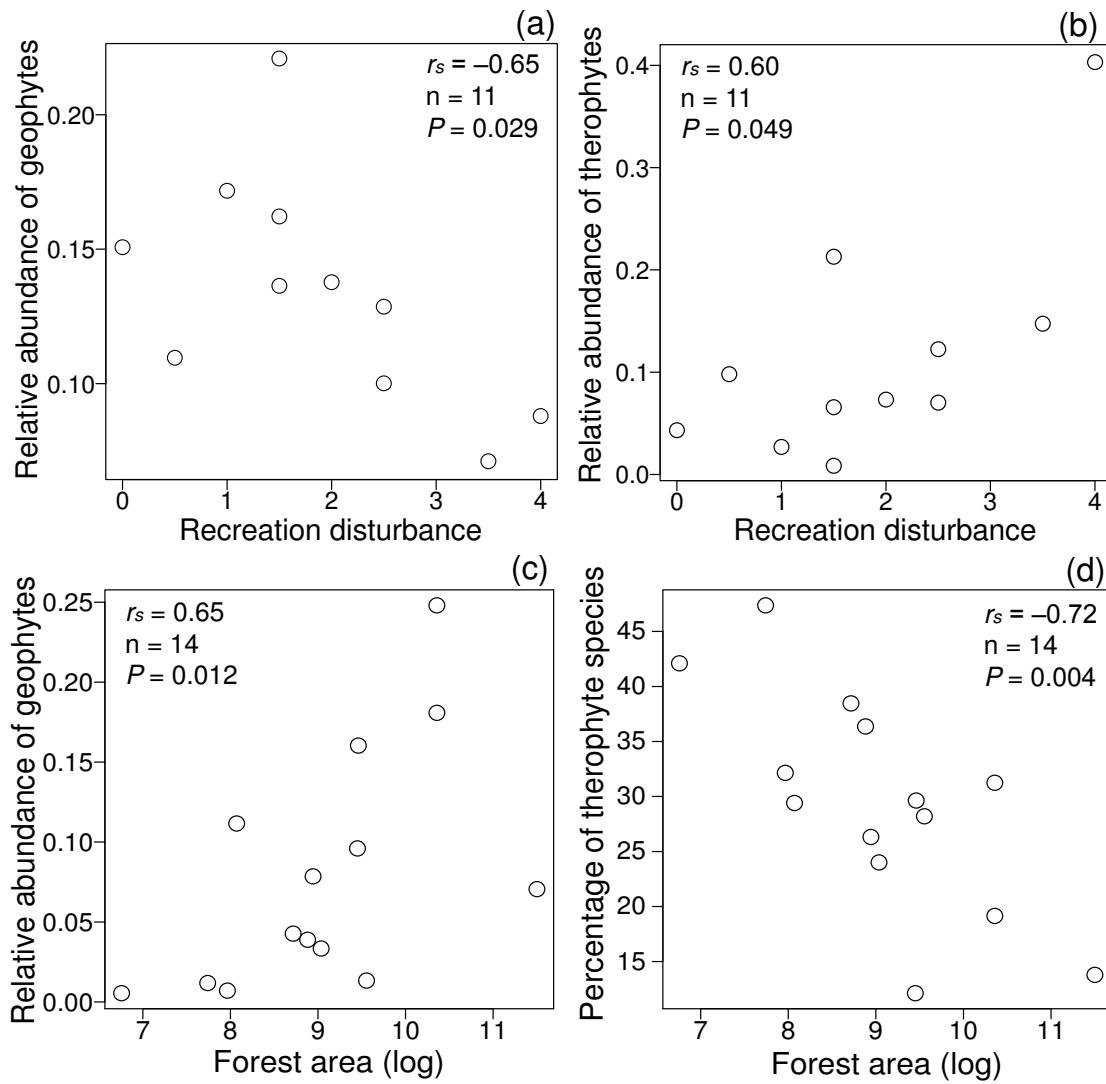 (a)
rs = –0.65
n = 11
P = 0.029
Relative abundance of geophytes
0.20
0.15
0.10
0 1 2 3 4
Recreation disturbance
(b)
rs = 0.60
n = 11
P = 0.049
Relative abundance of therophytes
0.4
0.3
0.2
0.1
0.0
0 1 2 3 4
Recreation disturbance
(c)
rs = 0.65
n = 14
P = 0.012
Relative abundance of geophytes
0.25
0.20
0.15
0.10
0.05
0.00
7 8 9 10 11
Forest area (log)
(d)
rs = –0.72
n = 14
P = 0.004
Percentage of therophyte species
45
40
35
30
25
20
15
7 8 9 10 11
Forest area (log)